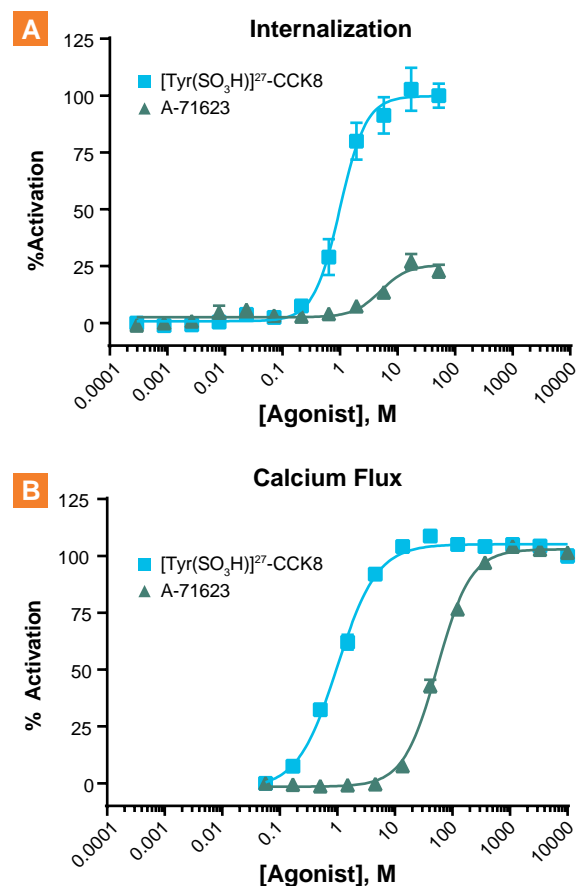 A
Internalization
125
100
75
50
25
0
%Activation
[Tyr(SO₃H)]²⁷-CCK8
A-71623
0.0001
0.001
0.01
0.1
1
10
100
1000
10000
[Agonist], M
B
Calcium Flux
125
100
75
50
25
0
% Activation
[Tyr(SO₃H)]²⁷-CCK8
A-71623
0.0001
0.001
0.01
0.1
1
10
100
1000
10000
[Agonist], M